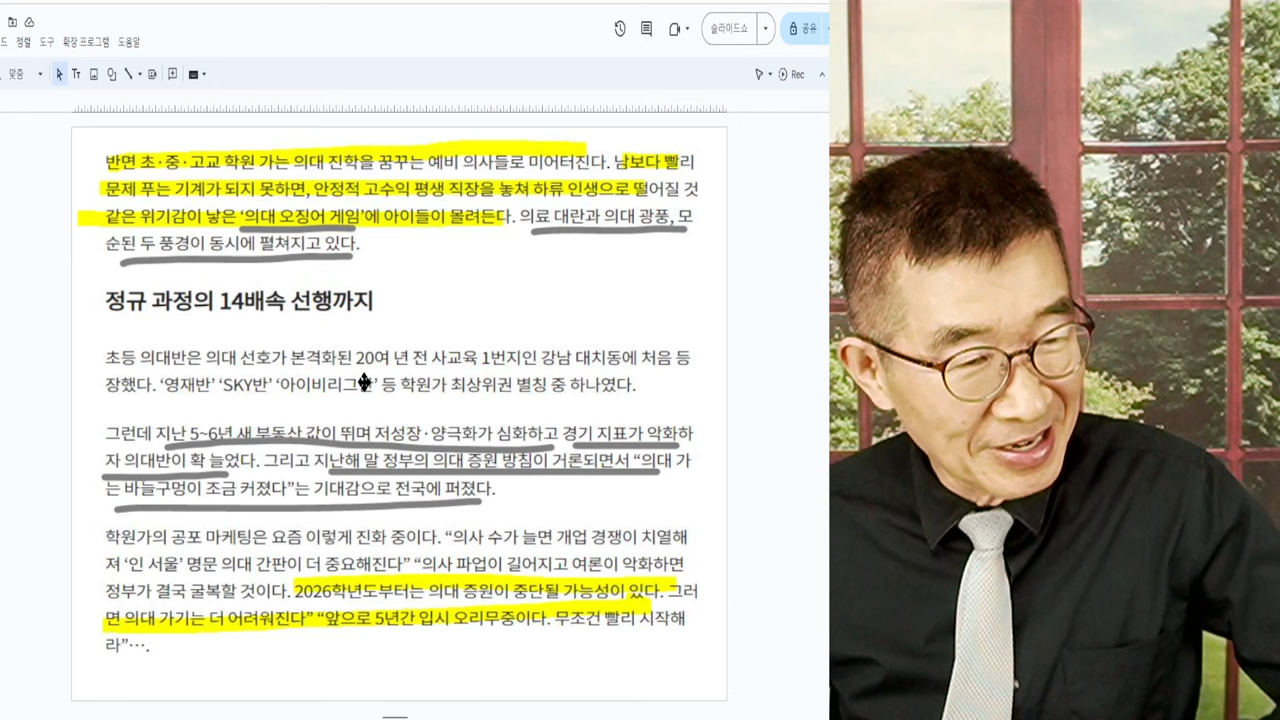 드 정렬 도구 확장 프로그램 도움말
슬라이드쇼
공유
맞춤
Tт
Rec
반면 초·중·고교 학원 가는 의대 진학을 꿈꾸는 예비 의사들로 미어터진다. 남보다 빨리
문제 푸는 기계가 되지 못하면, 안정적 고수익 평생 직장을 놓쳐 하류 인생으로 떨어질 것
같은 위기감이 낳은 ‘의대 오징어 게임’에 아이들이 몰려든다. 의료 대란과 의대 광풍, 모
순된 두 풍경이 동시에 펼쳐지고 있다.
정규 과정의 14배속 선행까지
초등 의대반은 의대 선호가 본격화된 20여 년 전 사교육 1번지인 강남 대치동에 처음 등
장했다. ‘영재반’ ‘SKY반’ ‘아이비리그반’ 등 학원가 최상위권 별칭 중 하나였다.
그런데 지난 5~6년 새 부동산 값이 뛰며 저성장·양극화가 심화하고 경기 지표가 악화하
자 의대반이 확 늘었다. 그리고 지난해 말 정부의 의대 증원 방침이 거론되면서 “의대 가
는 바늘구멍이 조금 커졌다”는 기대감으로 전국에 퍼졌다.
학원가의 공포 마케팅은 요즘 이렇게 진화 중이다. “의사 수가 늘면 개업 경쟁이 치열해
져 ‘인 서울’ 명문 의대 간판이 더 중요해진다” “의사 파업이 길어지고 여론이 악화하면
정부가 결국 굴복할 것이다. 2026학년도부터는 의대 증원이 중단될 가능성이 있다. 그러
면 의대 가기는 더 어려워진다” “앞으로 5년간 입시 오리무중이다. 무조건 빨리 시작해
라”….